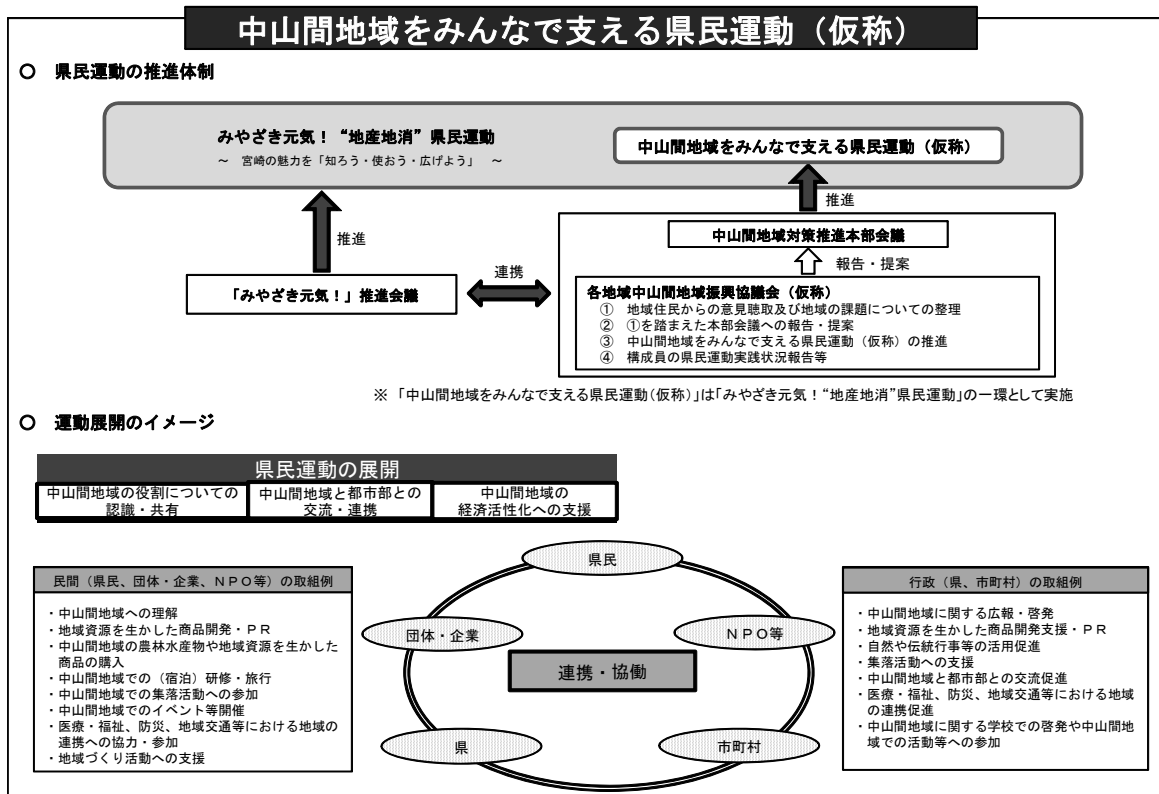 中山間地域をみんなで支える県民運動（仮称）
○　県民運動の推進体制
みやざき元気！“地産地消”県民運動
～　宮崎の魅力を「知ろう・使おう・広げよう」　～
中山間地域をみんなで支える県民運動（仮称）
推進
推進
中山間地域対策推進本部会議
報告・提案
連携
「みやざき元気！」推進会議
各地域中山間地域振興協議会（仮称）
①　地域住民からの意見聴取及び地域の課題についての整理
②　①を踏まえた本部会議への報告・提案
③　中山間地域をみんなで支える県民運動（仮称）の推進
④　構成員の県民運動実践状況報告等
※　「中山間地域をみんなで支える県民運動（仮称）」は「みやざき元気！“地産地消”県民運動」の一環として実施
○　運動展開のイメージ
県民運動の展開
中山間地域の役割についての
認識・共有
中山間地域と都市部との
交流・連携
中山間地域の
経済活性化への支援
民間（県民、団体・企業、ＮＰＯ等）の取組例
・中山間地域への理解
・地域資源を生かした商品開発・ＰＲ
・中山間地域の農林水産物や地域資源を生かした
商品の購入
・中山間地域での（宿泊）研修・旅行
・中山間地域での集落活動への参加
・中山間地域でのイベント等開催
・医療・福祉、防災、地域交通等における地域の
連携への協力・参加
・地域づくり活動への支援
県民
団体・企業
ＮＰＯ等
連携・協働
県
市町村
行政（県、市町村）の取組例
・中山間地域に関する広報・啓発
・地域資源を生かした商品開発支援・ＰＲ
・自然や伝統行事等の活用促進
・集落活動への支援
・中山間地域と都市部との交流促進
・医療・福祉、防災、地域交通等における地域
の連携促進
・中山間地域に関する学校での啓発や中山間地
域での活動等への参加